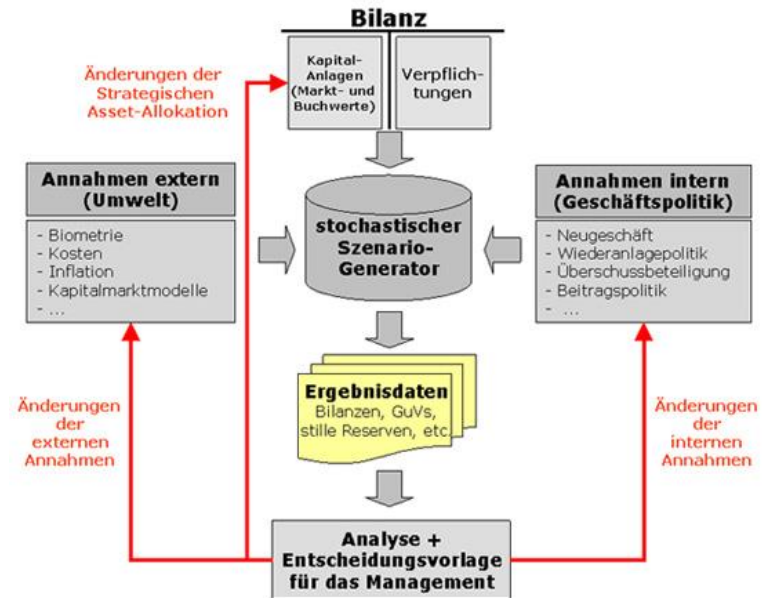 Bilanz
Kapital-
Anlagen
(Markt- und
Buchwerte)
Verpflich-
tungen
Änderungen der
Strategischen
Asset-Allokation
Annahmen extern
(Umwelt)
- Biometrie
- Kosten
- Inflation
- Kapitalmarktmodelle
- ...
stochastischer
Szenario-
Generator
Annahmen intern
(Geschäftspolitik)
- Neugeschäft
- Wiederanlagepolitik
- Überschussbeteiligung
- Beitragspolitik
- ...
Ergebnisdaten
Bilanzen, GuVs,
stille Reserven, etc.
Änderungen
der
externen
Annahmen
Änderungen
der
internen
Annahmen
Analyse +
Entscheidungsvorlage
für das Management